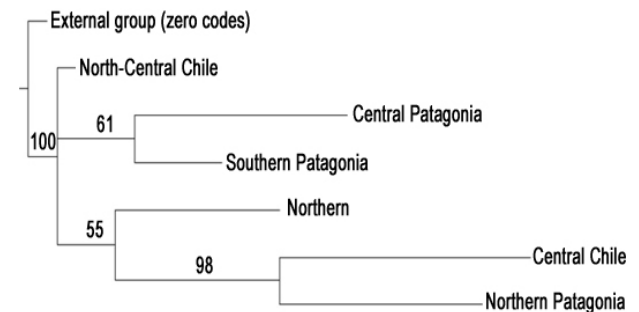 External group (zero codes)
North-Central Chile
61
Central Patagonia
100
Southern Patagonia
Northern
55
Central Chile
98
Northern Patagonia